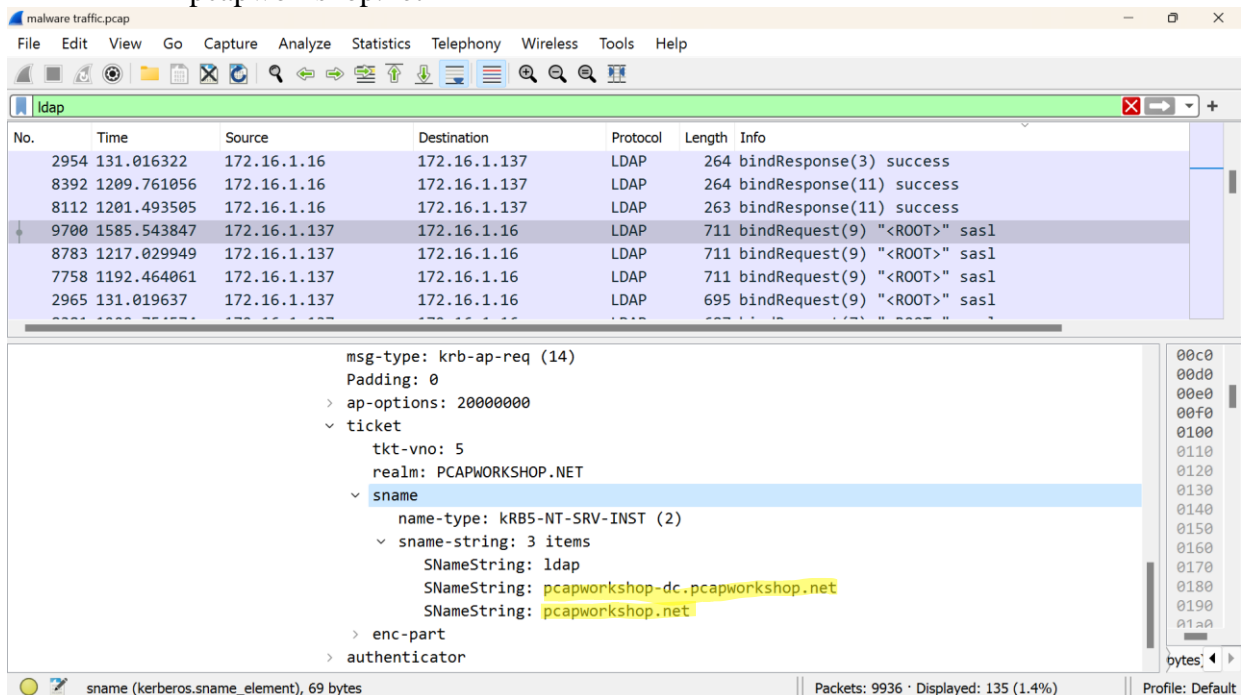 malware traffic.pcap
File Edit View Go Capture Analyze Statistics Telephony Wireless Tools Help
ldap
No. Time Source Destination Protocol Length Info
2954 131.016322 172.16.1.16 172.16.1.137 LDAP 264 bindResponse(3) success
8392 1209.761056 172.16.1.16 172.16.1.137 LDAP 264 bindResponse(11) success
8112 1201.493505 172.16.1.16 172.16.1.137 LDAP 263 bindResponse(11) success
9700 1585.543847 172.16.1.137 172.16.1.16 LDAP 711 bindRequest(9) "<ROOT>" sasl
8783 1217.029949 172.16.1.137 172.16.1.16 LDAP 711 bindRequest(9) "<ROOT>" sasl
7758 1192.464061 172.16.1.137 172.16.1.16 LDAP 711 bindRequest(9) "<ROOT>" sasl
2965 131.019637 172.16.1.137 172.16.1.16 LDAP 695 bindRequest(9) "<ROOT>" sasl
msg-type: krb-ap-req (14) 00c0
Padding: 0 00d0
ap-options: 20000000 00e0
ticket 00f0
tkt-vno: 5 0100
realm: PCAPWORKSHOP.NET 0110
sname 0120
name-type: kRB5-NT-SRV-INST (2) 0130
sname-string: 3 items 0140
SNameString: ldap 0150
SNameString: pcapworkshop-dc.pcapworkshop.net 0160
SNameString: pcapworkshop.net 0170
enc-part 0180
authenticator 0190
01a0
bytes]
sname (kerberos.sname_element), 69 bytes Packets: 9936 · Displayed: 135 (1.4%) Profile: Default